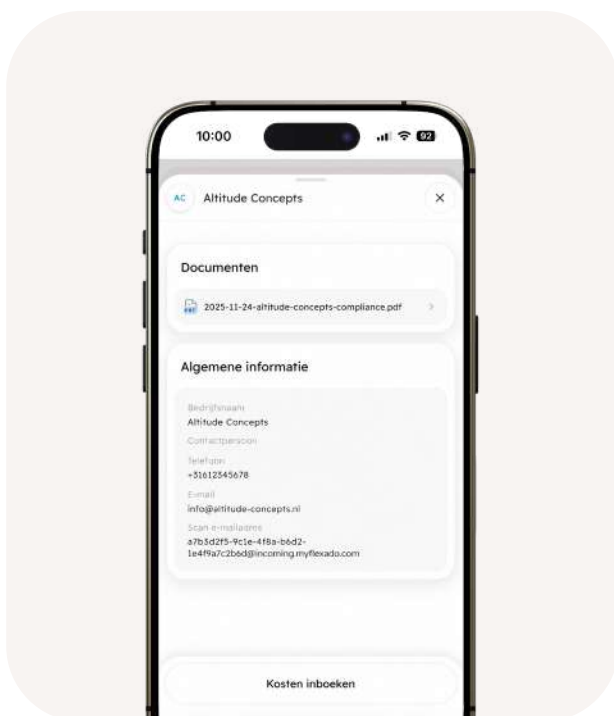 10:00
92
AC
Altitude Concepts
Documenten
PDF
2025-11-24-altitude-concepts-compliance.pdf
Algemene informatie
Bedrijfsnaam
Altitude Concepts
Contactpersoon
Telefoon
+31612345678
E-mail
info@altitude-concepts.nl
Scan e-mailadres
a7b3d2f5-9c1e-4f8a-b6d2-
1e4f9a7c2b6d@incoming.myflexado.com
Kosten inboeken